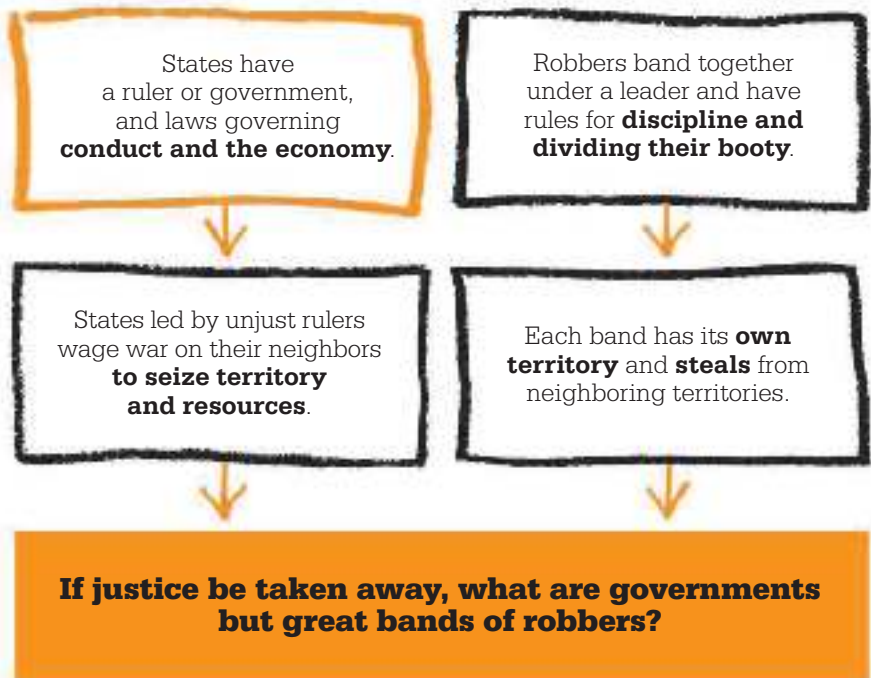 States have
a ruler or government,
and laws governing
conduct and the economy.
Robbers band together
under a leader and have
rules for discipline and
dividing their booty.
States led by unjust rulers
wage war on their neighbors
to seize territory
and resources.
Each band has its own
territory and steals from
neighboring territories.
If justice be taken away, what are governments
but great bands of robbers?